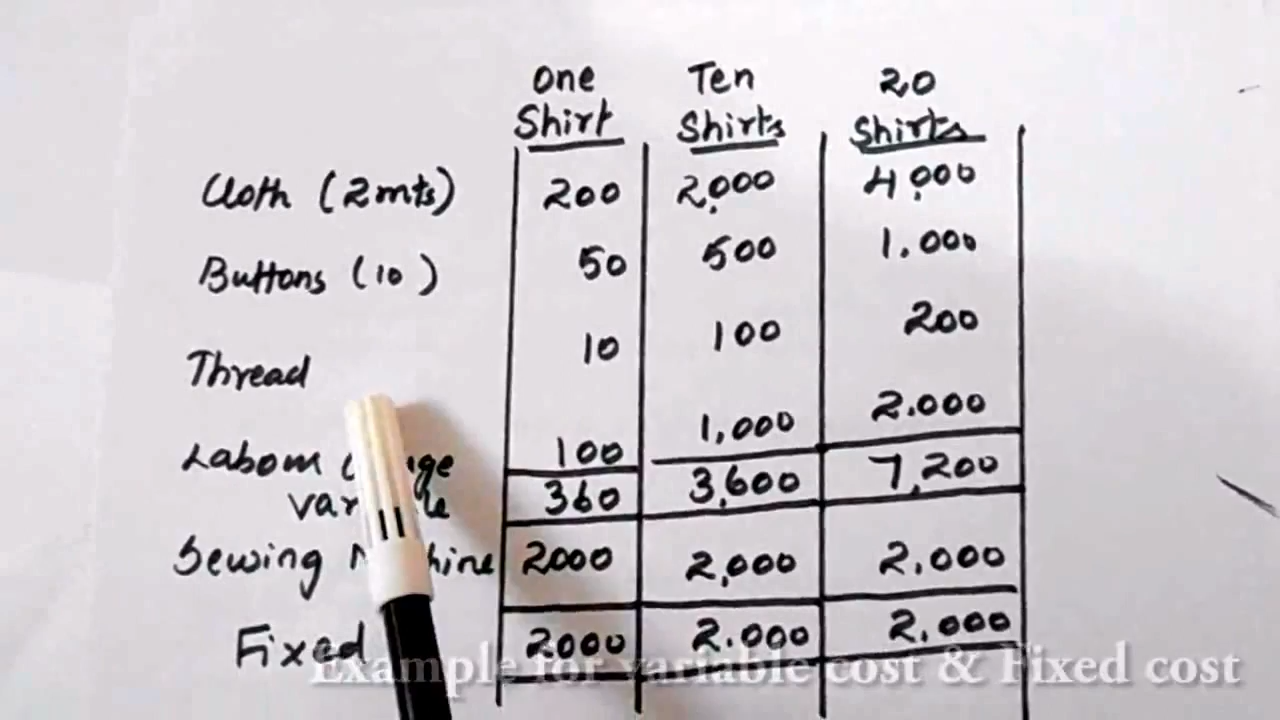 One Ten 20
Shirt Shirts Shirts
Cloth (2mts) 200 2,000 4,000
Buttons (10) 50 500 1.000
Thread 10 100 200
Labour 100 1,000 2.000
360 3,600 7,200
Sewing 2000 2,000 2.000
Fixed 2000 2.000 2.000
Example for variable cost & Fixed cost